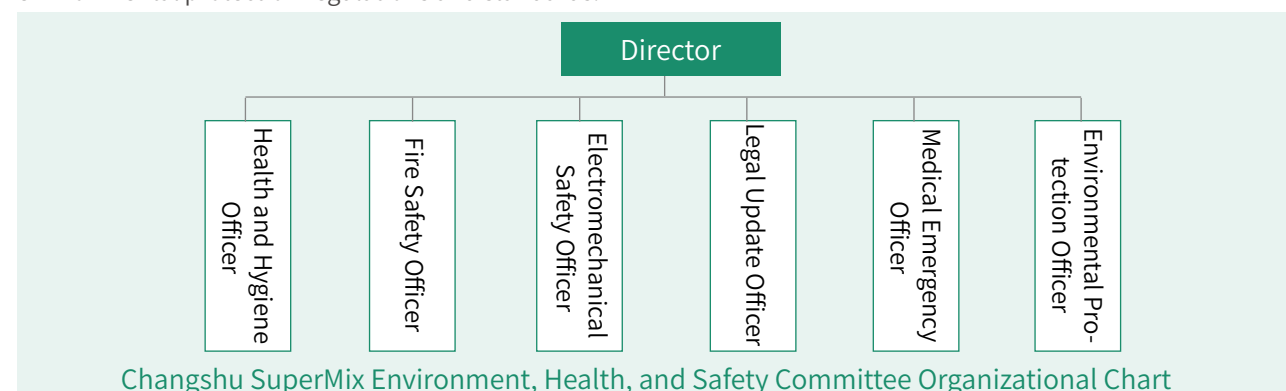 Director
Health and Hygiene
Officer
Fire Safety Officer
Electromechanical
Safety Officer
Legal Update Officer
Medical Emergency
Officer
Environmental Pro-
tection Officer
Changshu SuperMix Environment, Health, and Safety Committee Organizational Chart